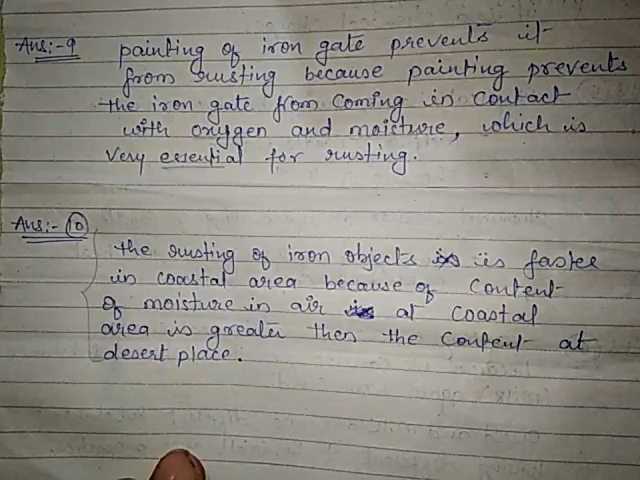 Ans:-9 painting of iron gate prevents it
from rusting because painting prevents
the iron gate from coming in contact
with oxygen and moisture, which is
very essential for rusting.
Ans:- 10
the rusting of iron objects is faster
in coastal area because of content
of moisture in air at coastal
area is greater then the content at
desert place.